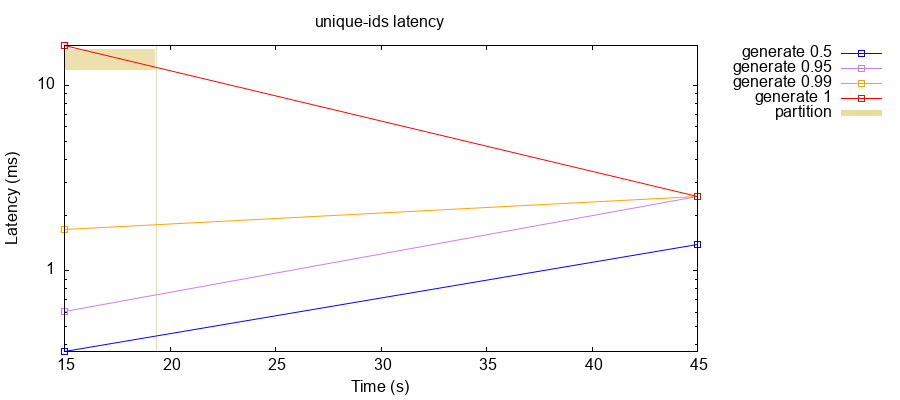 unique-ids latency
generate 0.5
generate 0.95
generate 0.99
generate 1
partition
Latency (ms)
10
1
15 20 25 30 35 40 45
Time (s)